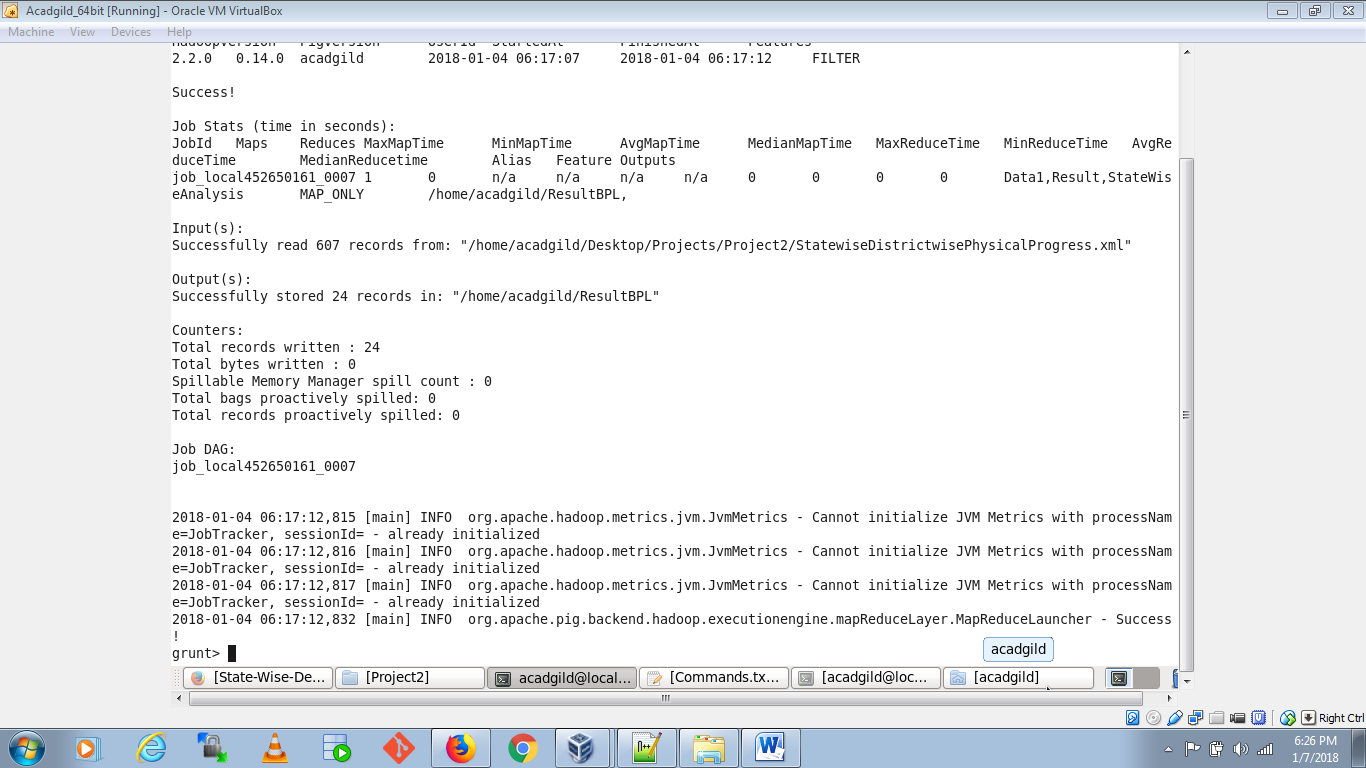 Acadgild_64bit [Running] - Oracle VM VirtualBox
Machine View Devices Help
HadoopVersion PigVersion UserId StartedAt FinishedAt Features
2.2.0 0.14.0 acadgild 2018-01-04 06:17:07 2018-01-04 06:17:12 FILTER
Success!
Job Stats (time in seconds):
JobId Maps Reduces MaxMapTime MinMapTime AvgMapTime MedianMapTime MaxReduceTime MinReduceTime AvgRe
duceTime MedianReducetime Alias Feature Outputs
job_local452650161_0007 1 0 n/a n/a n/a n/a 0 0 0 0 Data1,Result,StateWis
eAnalysis MAP_ONLY /home/acadgild/ResultBPL,
Input(s):
Successfully read 607 records from: "/home/acadgild/Desktop/Projects/Project2/StatewiseDistrictwisePhysicalProgress.xml"
Output(s):
Successfully stored 24 records in: "/home/acadgild/ResultBPL"
Counters:
Total records written : 24
Total bytes written : 0
Spillable Memory Manager spill count : 0
Total bags proactively spilled: 0
Total records proactively spilled: 0
Job DAG:
job_local452650161_0007
2018-01-04 06:17:12,815 [main] INFO org.apache.hadoop.metrics.jvm.JvmMetrics - Cannot initialize JVM Metrics with processNam
e=JobTracker, sessionId= - already initialized
2018-01-04 06:17:12,816 [main] INFO org.apache.hadoop.metrics.jvm.JvmMetrics - Cannot initialize JVM Metrics with processNam
e=JobTracker, sessionId= - already initialized
2018-01-04 06:17:12,817 [main] INFO org.apache.hadoop.metrics.jvm.JvmMetrics - Cannot initialize JVM Metrics with processNam
e=JobTracker, sessionId= - already initialized
2018-01-04 06:17:12,832 [main] INFO org.apache.pig.backend.hadoop.executionengine.mapReduceLayer.MapReduceLauncher - Success
!
grunt>
acadgild
[State-Wise-De... [Project2] acadgild@local... [Commands.tx... [acadgild@loc... [acadgild]
Right Ctrl
6:26 PM
1/7/2018